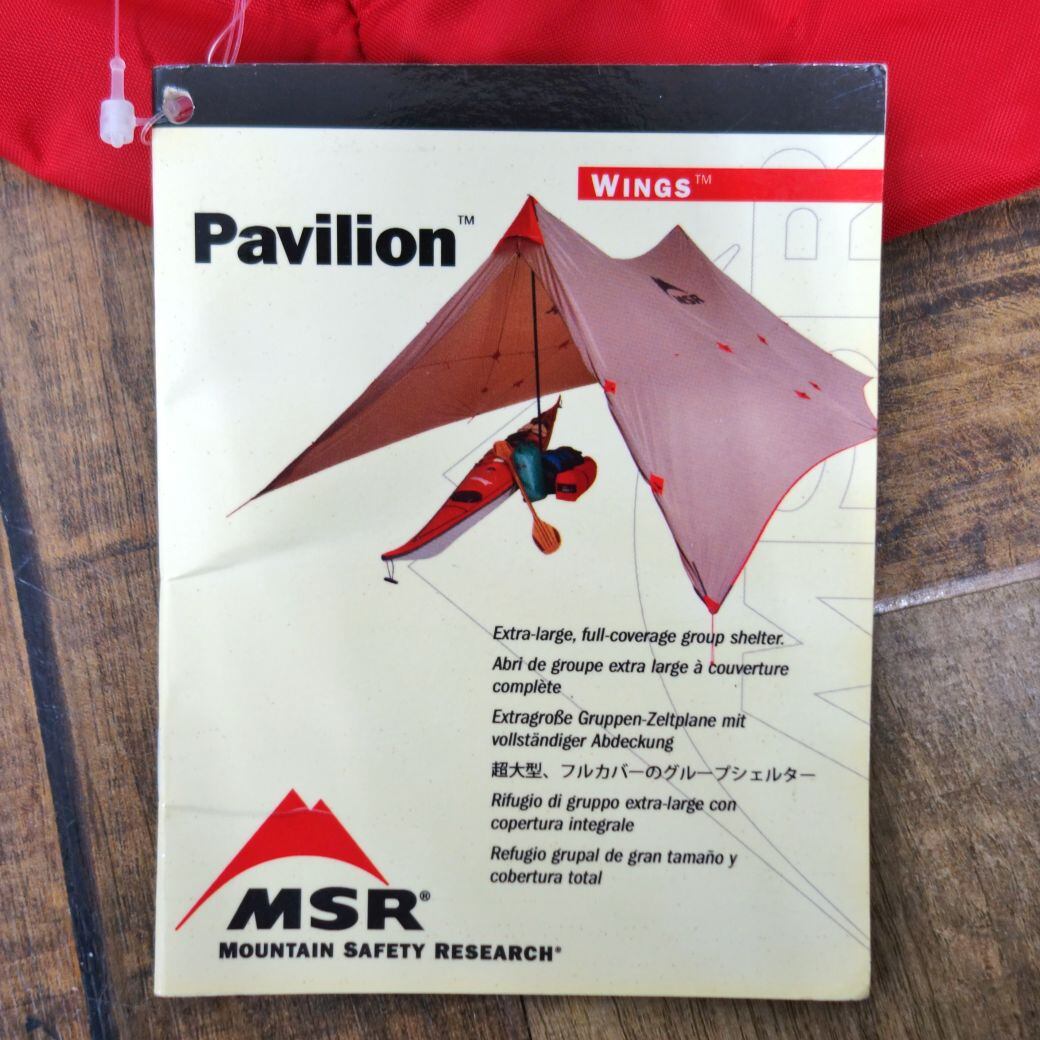 WINGS™
Pavilion™
MSR
Extra-large, full-coverage group shelter.
Abri de groupe extra large à couverture
complète
Extragroße Gruppen-Zeltplane mit
vollständiger Abdeckung
超大型、フルカバーのグループシェルター
Rifugio di gruppo extra-large con
copertura integrale
Refugio grupal de gran tamaño y
cobertura total
MSR®
MOUNTAIN SAFETY RESEARCH®